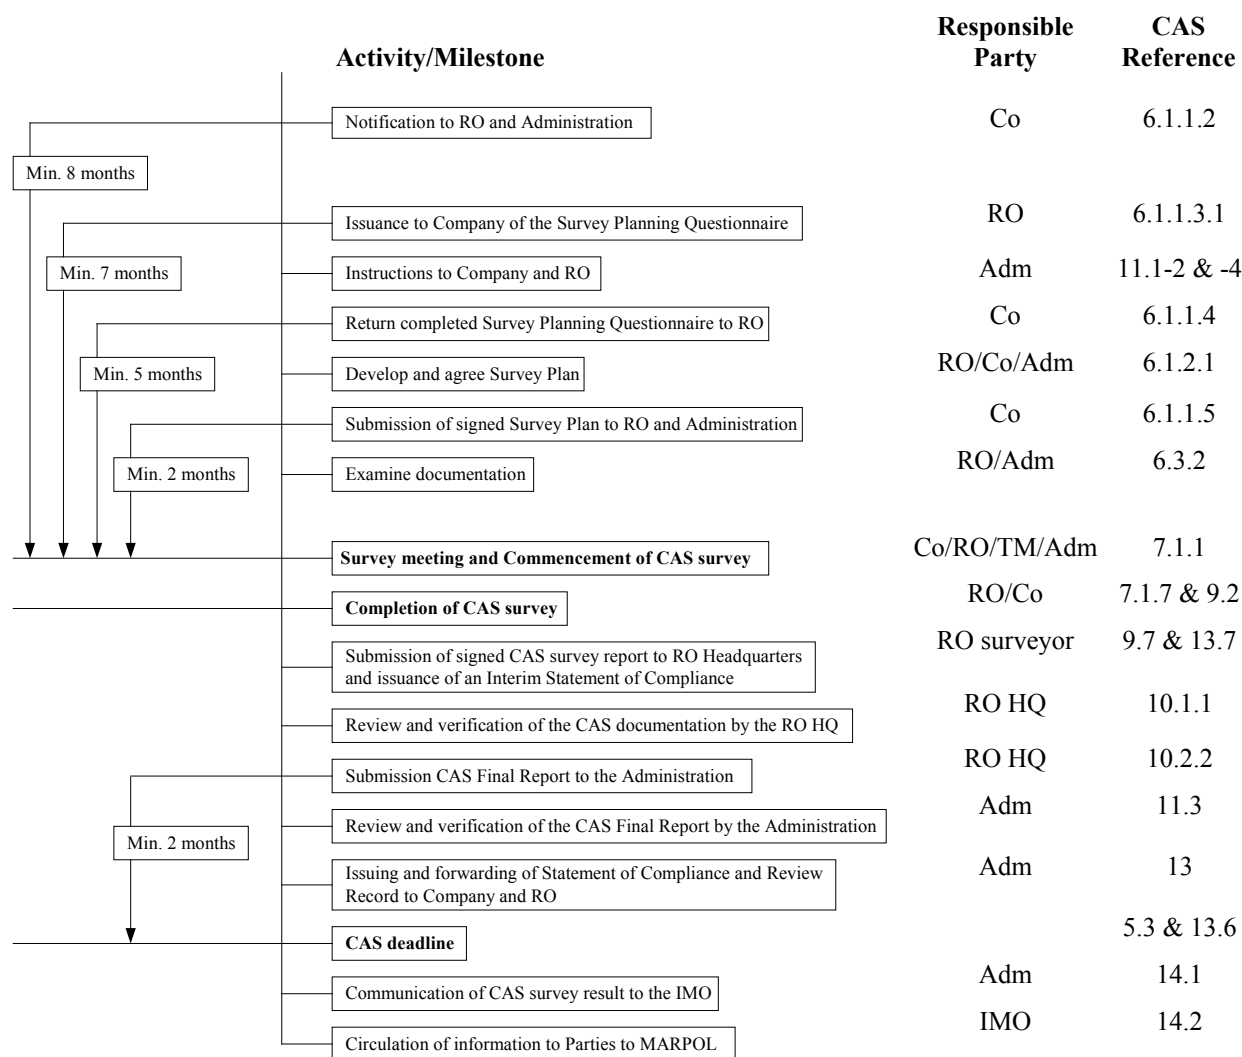 Responsible CAS
Activity/Milestone Party Reference
Notification to RO and Administration Co 6.1.1.2
Min. 8 months
Issuance to Company of the Survey Planning Questionnaire RO 6.1.1.3.1
Min. 7 months Instructions to Company and RO Adm 11.1-2 & -4
Return completed Survey Planning Questionnaire to RO Co 6.1.1.4
Min. 5 months Develop and agree Survey Plan RO/Co/Adm 6.1.2.1
Submission of signed Survey Plan to RO and Administration Co 6.1.1.5
Min. 2 months Examine documentation RO/Adm 6.3.2
Survey meeting and Commencement of CAS survey Co/RO/TM/Adm 7.1.1
Completion of CAS survey RO/Co 7.1.7 & 9.2
Submission of signed CAS survey report to RO Headquarters RO surveyor 9.7 & 13.7
and issuance of an Interim Statement of Compliance
Review and verification of the CAS documentation by the RO HQ RO HQ 10.1.1
Submission CAS Final Report to the Administration RO HQ 10.2.2
Review and verification of the CAS Final Report by the Administration Adm 11.3
Min. 2 months
Issuing and forwarding of Statement of Compliance and Review Adm 13
Record to Company and RO
CAS deadline 5.3 & 13.6
Communication of CAS survey result to the IMO Adm 14.1
Circulation of information to Parties to MARPOL IMO 14.2